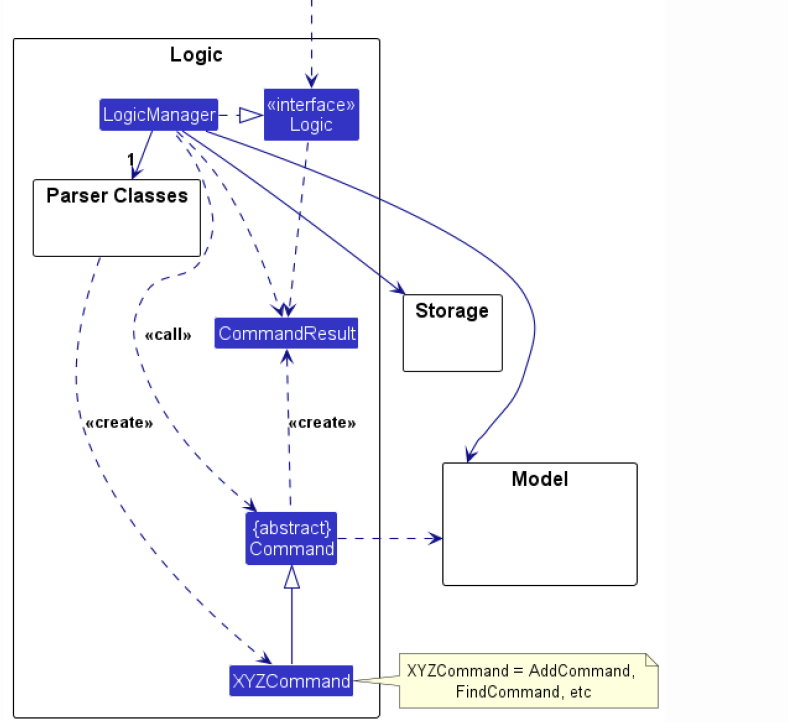 Logic
LogicManager
«interface»
Logic
1
Parser Classes
Storage
CommandResult
«call»
«create»
«create»
Model
{abstract}
Command
XYZCommand
XYZCommand = AddCommand,
FindCommand, etc